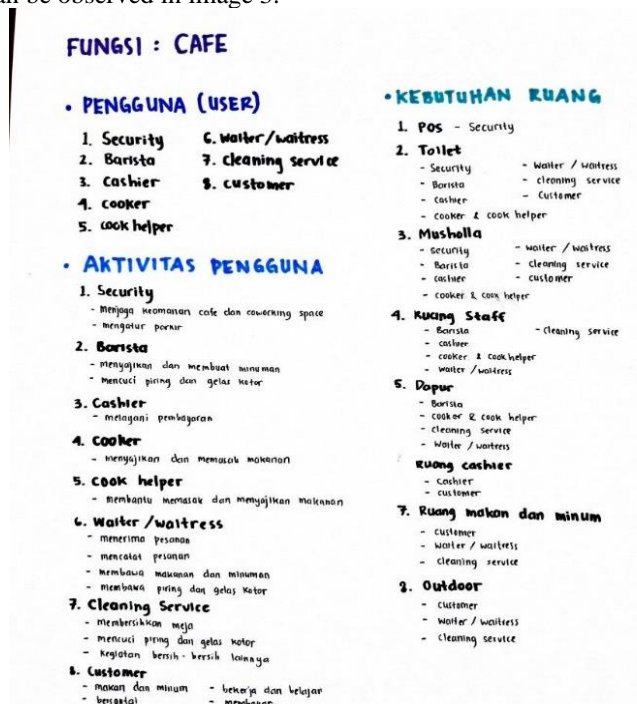 can be observed in image 3.
FUNGSI : CAFE
• PENGGUNA (USER)
1. Security
2. Barista
3. Cashier
4. cooker
5. cook helper
6. waiter/waitress
7. cleaning service
8. customer
• AKTIVITAS PENGGUNA
1. Security
- menjaga keamanan cafe dan coworking space
- mengatur parkir
2. Barista
- menyajikan dan membuat minuman
- mencuci piring dan gelas kotor
3. Cashier
- melayani pembayaran
4. Cooker
- menyajikan dan memasak makanan
5. Cook helper
- membantu memasak dan menyajikan makanan
6. Waiter / waitress
- menerima pesanan
- mencatat pesanan
- membawa makanan dan minuman
- membawa piring dan gelas kotor
7. Cleaning Service
- membersihkan meja
- mencuci piring dan gelas kotor
- kegiatan bersih - bersih lainnya
8. Customer
- makan dan minum
- bersantai
- bekerja dan belajar
- membayar
• KEBUTUHAN RUANG
1. POS - Security
2. Toilet
- Security
- Barista
- cashier
- cooker & cook helper
- Waiter / waitress
- cleaning service
- Customer
3. Musholla
- security
- Barista
- cashier
- cooker & cook helper
- waiter / waitress
- cleaning service
- customer
4. Ruang Staff
- Barista
- cashier
- cooker & cook helper
- waiter / waitress
- cleaning service
5. Dapur
- Barista
- cooker & cook helper
- cleaning service
- Waiter / waitress
Ruang cashier
- cashier
- customer
7. Ruang makan dan minum
- customer
- waiter / waitress
- cleaning service
8. Outdoor
- customer
- waiter / waitress
- cleaning service